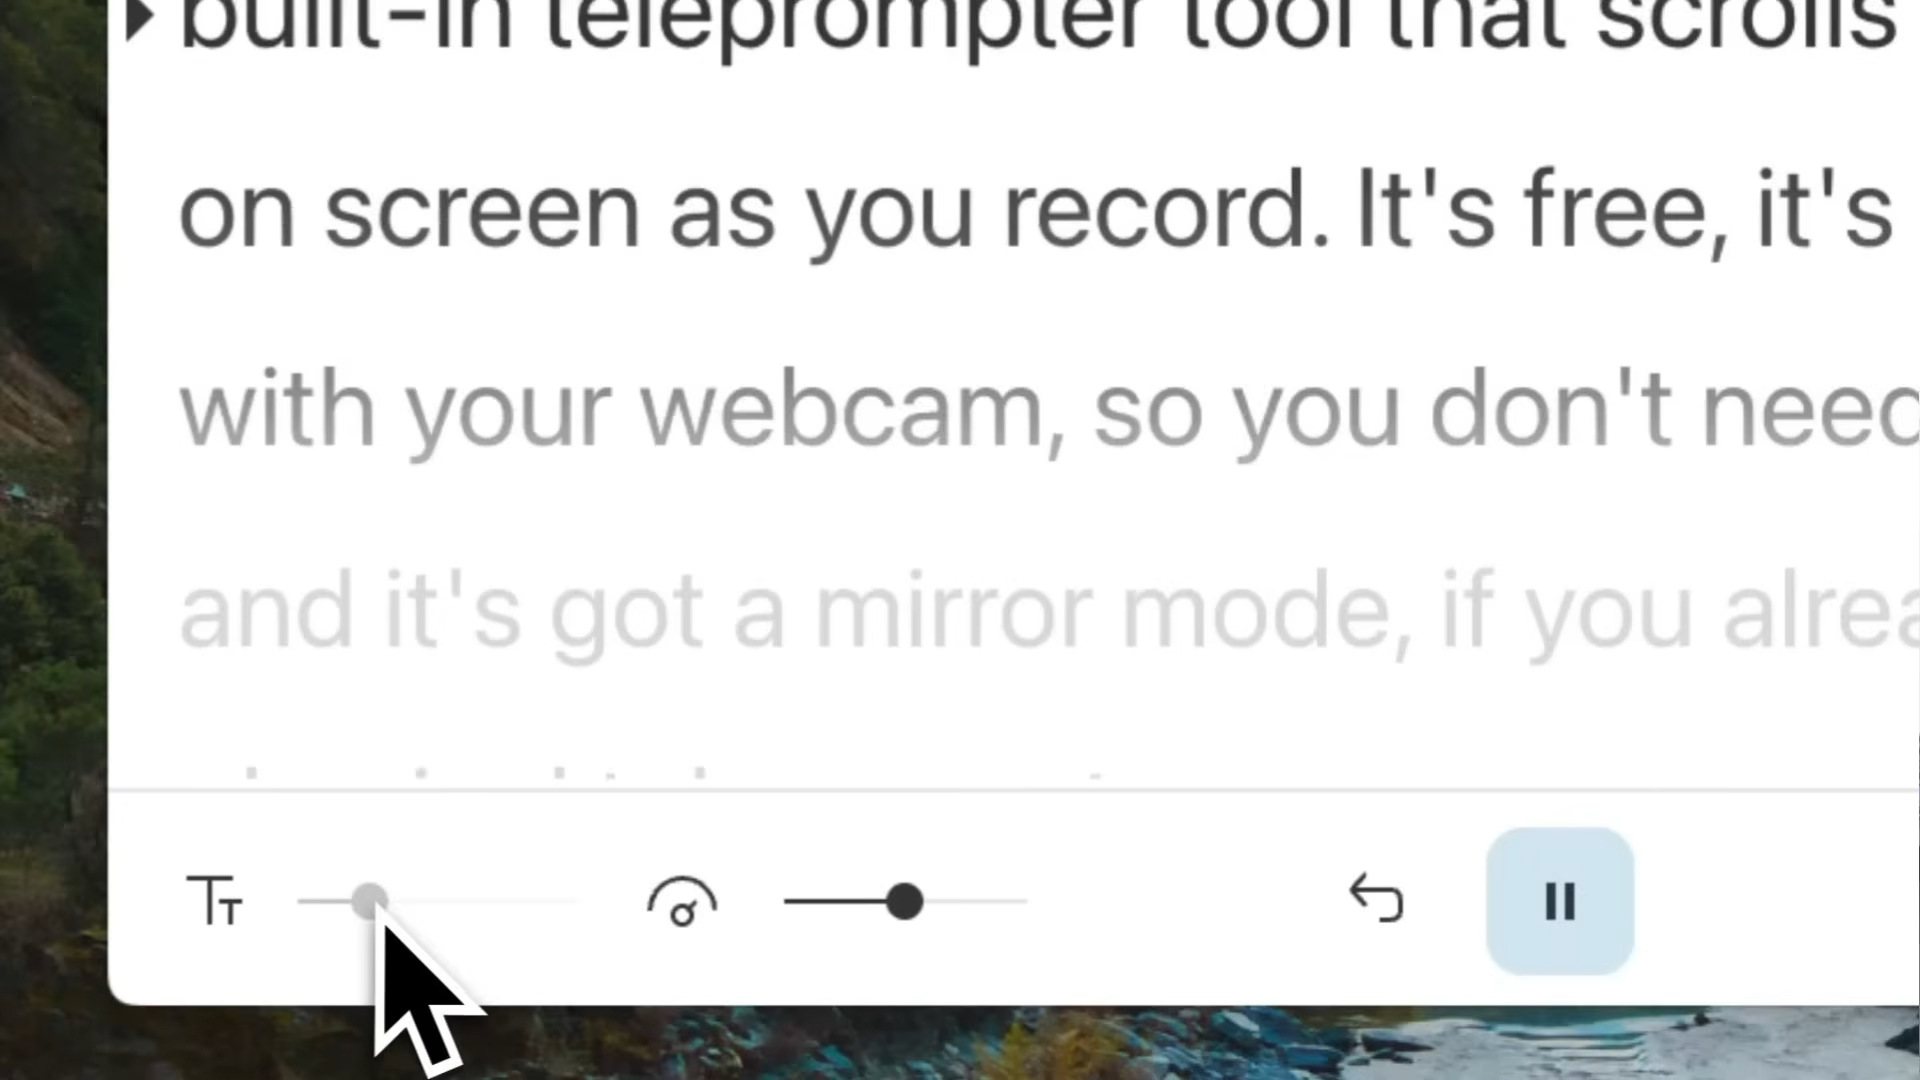 built-in teleprompter tool that scrolls
on screen as you record. It's free, it's
with your webcam, so you don't need
and it's got a mirror mode, if you